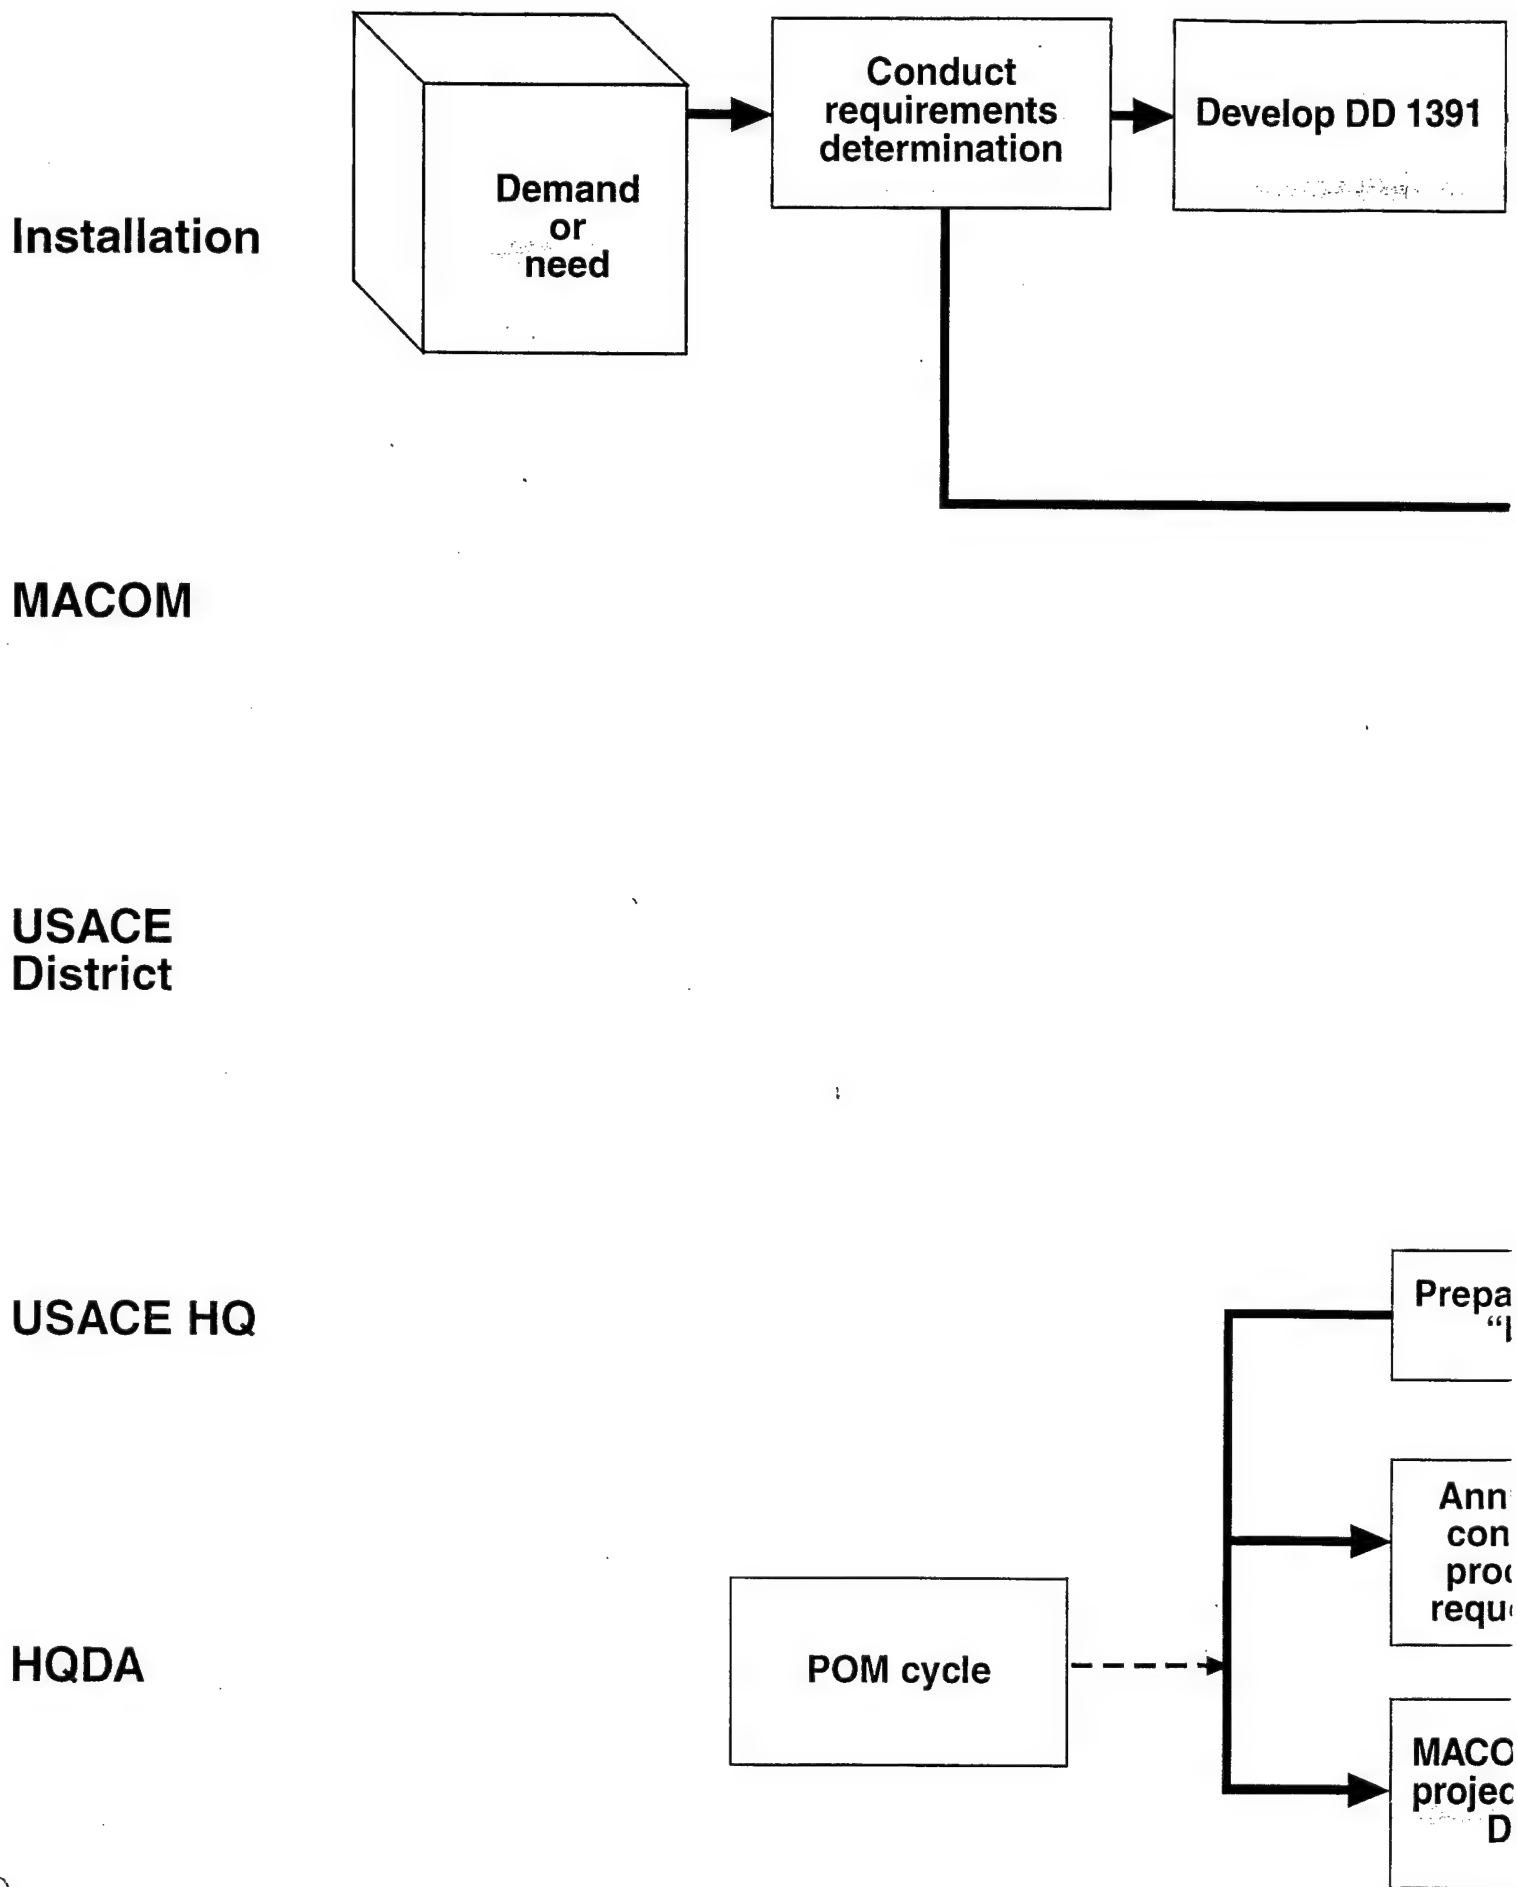 Installation
Demand
or
need
Conduct
requirements
determination
Develop DD 1391
MACOM
USACE
District
USACE HQ
HQDA
POM cycle